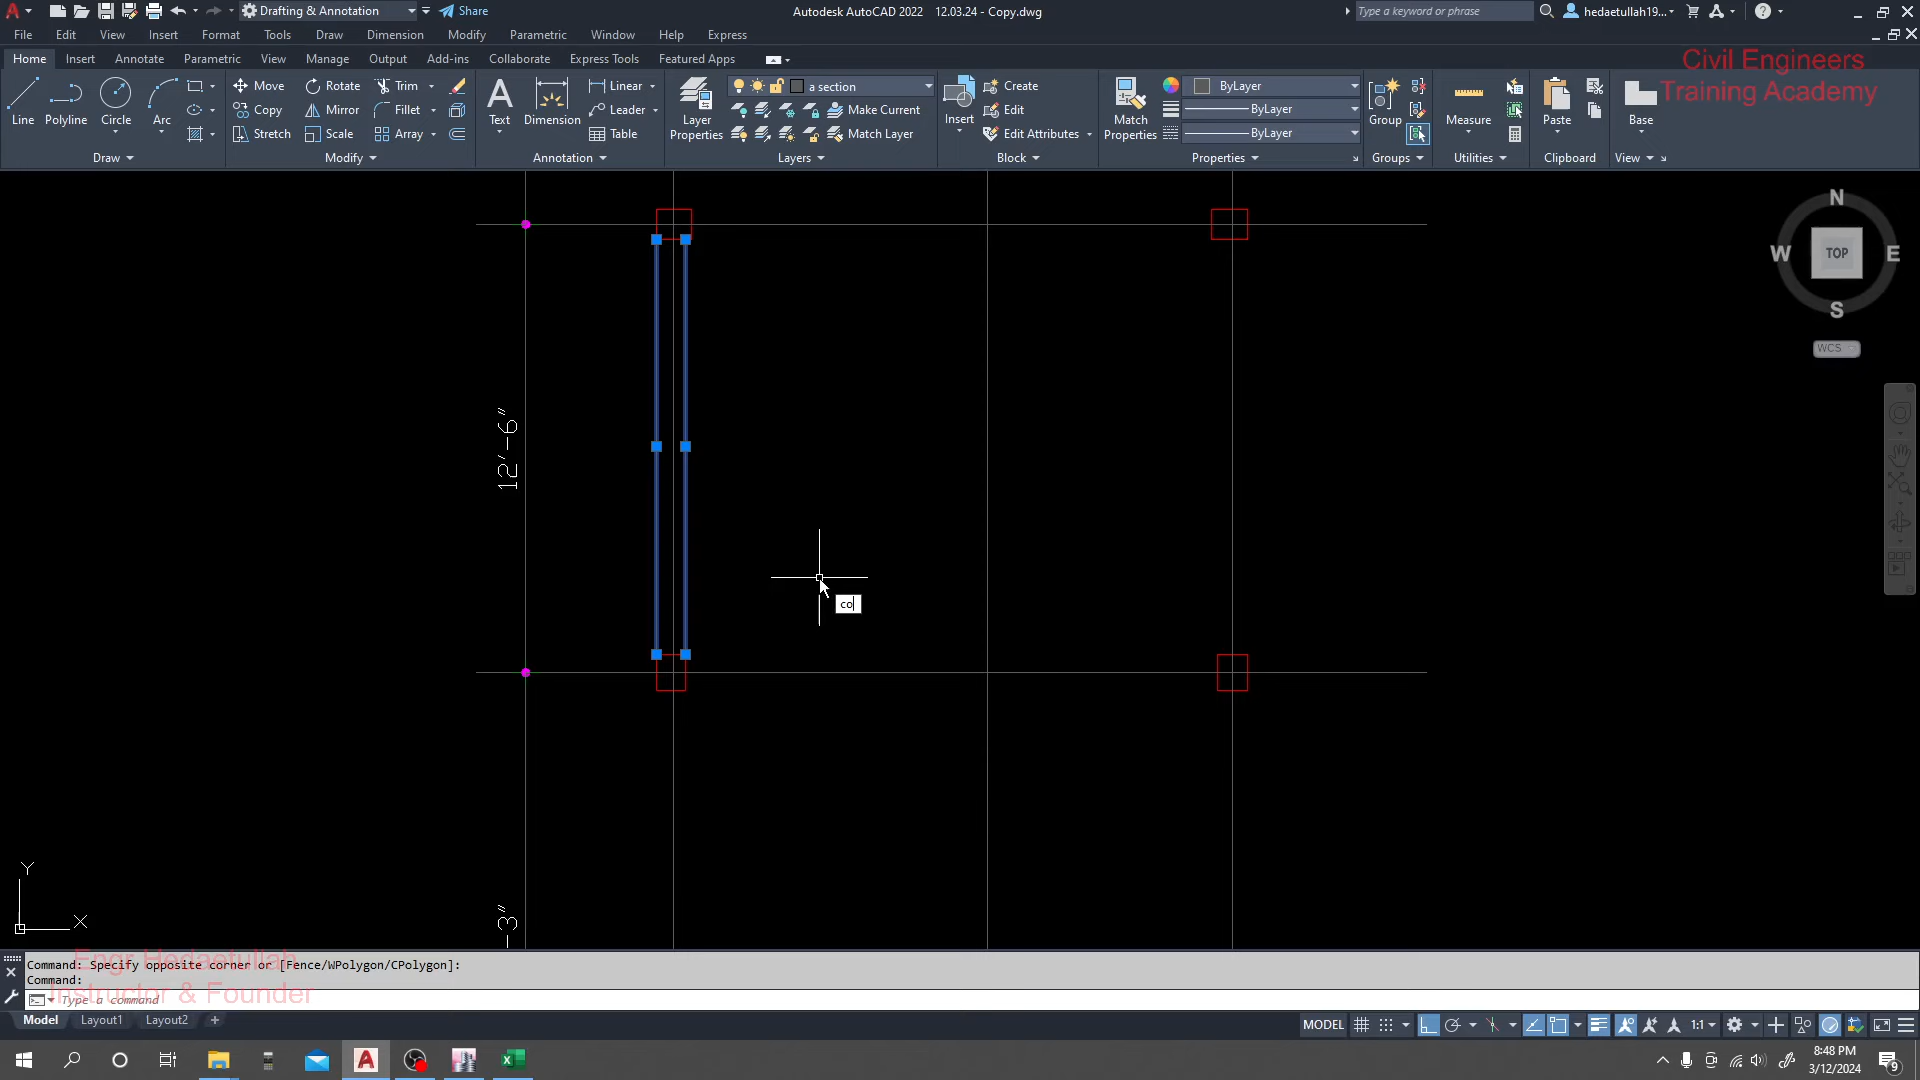 Drafting & Annotation
Share
Autodesk AutoCAD 2022 12.03.24 - Copy.dwg
Type a keyword or phrase
hedaetullah19...
File Edit View Insert Format Tools Draw Dimension Modify Parametric Window Help Express
Home Insert Annotate Parametric View Manage Output Add-ins Collaborate Express Tools Featured Apps
Civil Engineers
Training Academy
Line
Polyline
Circle
Arc
Draw
Move
Rotate
Trim
Copy
Mirror
Fillet
Stretch
Scale
Array
Modify
Text
Dimension
Linear
Leader
Table
Annotation
Layer
Properties
a section
Make Current
Match Layer
Layers
Insert
Create
Edit
Edit Attributes
Block
Match
Properties
ByLayer
ByLayer
ByLayer
Properties
Group
Groups
Measure
Utilities
Paste
Clipboard
Base
View
N
W
TOP
E
S
WCS
12'-6"
co
-3"
Y
X
Command: Specify opposite corner or [Fence/WPolygon/CPolygon]:
Command:
Type a command
Engr Hedaetullah
Instructor & Founder
Model Layout1 Layout2 +
MODEL
1:1
8:48 PM
3/12/2024
9